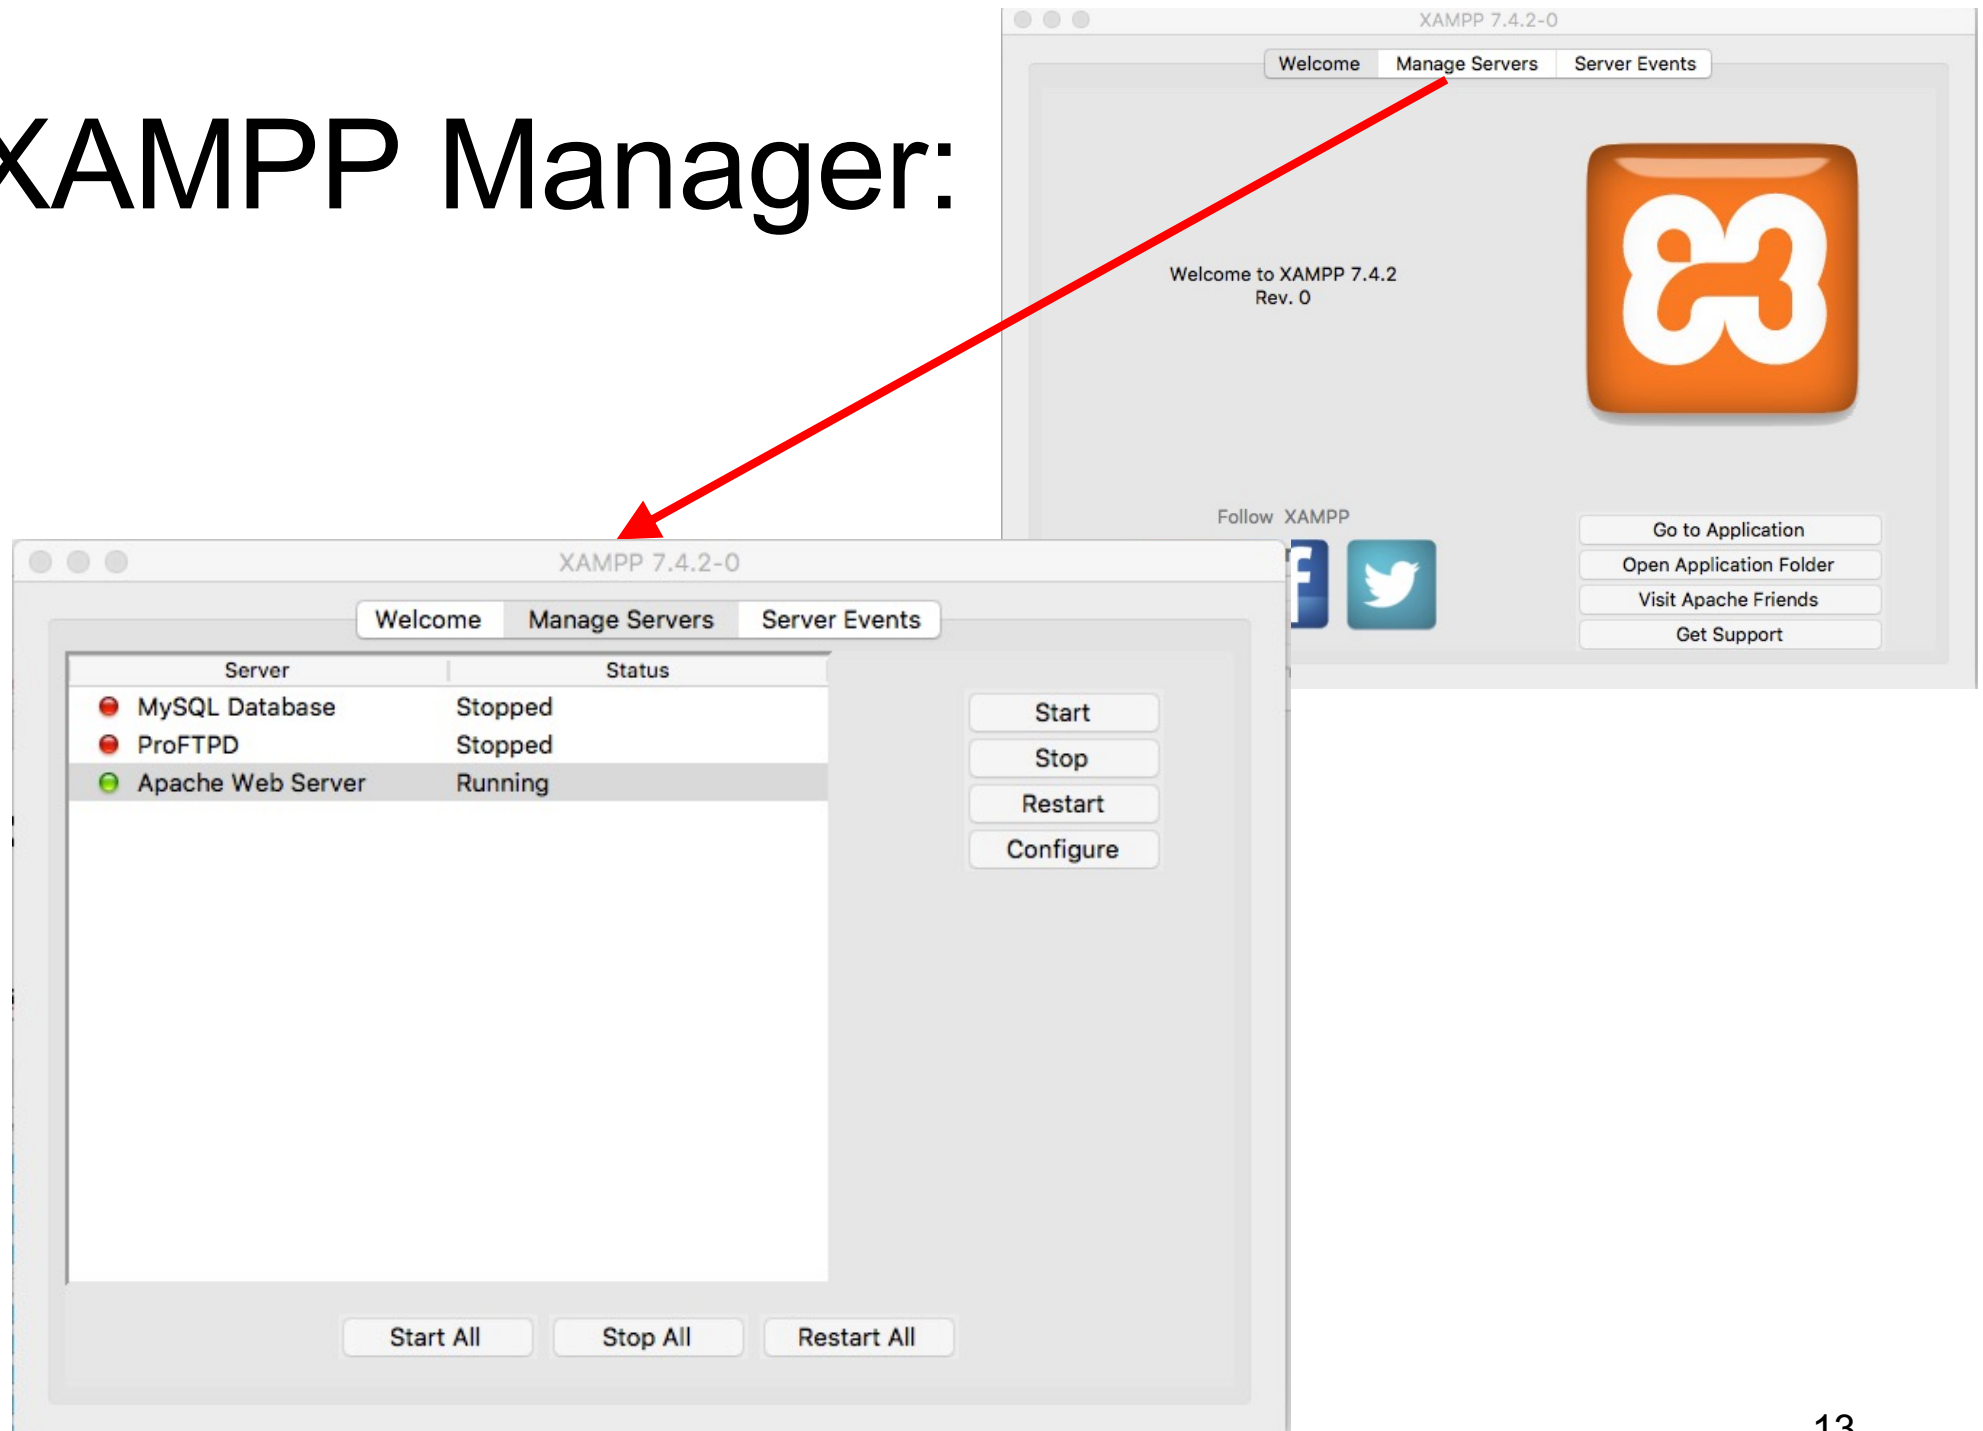 XAMPP Manager:
XAMPP 7.4.2-0
Welcome Manage Servers Server Events
Welcome to XAMPP 7.4.2
Rev. 0
Follow XAMPP
Go to Application
Open Application Folder
Visit Apache Friends
Get Support
XAMPP 7.4.2-0
Welcome Manage Servers Server Events
Server Status
MySQL Database Stopped
ProFTPD Stopped
Apache Web Server Running
Start
Stop
Restart
Configure
Start All Stop All Restart All
13